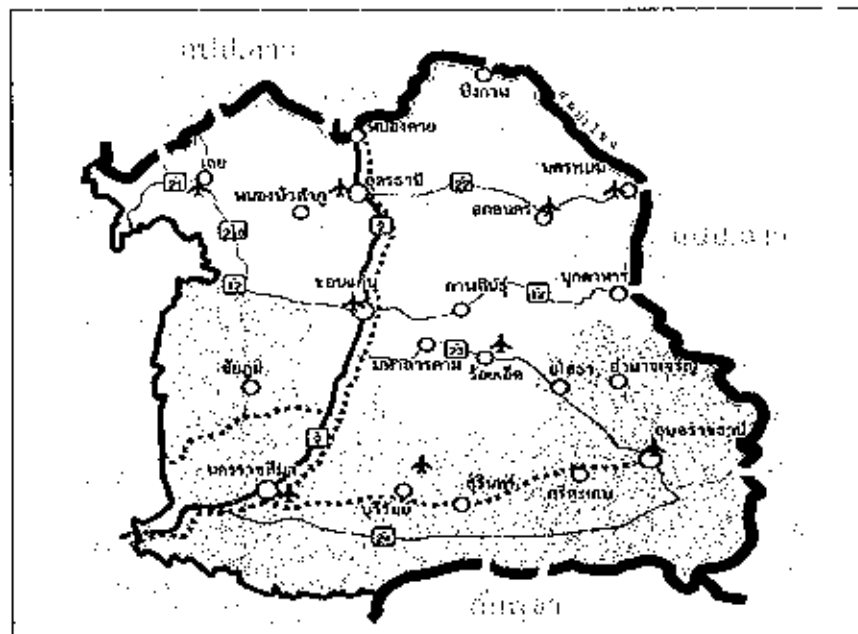 สปป.ลาว
บึงกาฬ
หนองคาย
เลย
อุดรธานี
นครพนม
21
หนองบัวลำภู
22
สกลนคร
2
สปป.ลาว
ขอนแก่น
กาฬสินธุ์
มุกดาหาร
12
12
23
มหาสารคาม
ร้อยเอ็ด
ยโสธร
อำนาจเจริญ
ชัยภูมิ
2
อุบลราชธานี
นครราชสีมา
บุรีรัมย์
สุรินทร์
ศรีสะเกษ
24
กัมพูชา